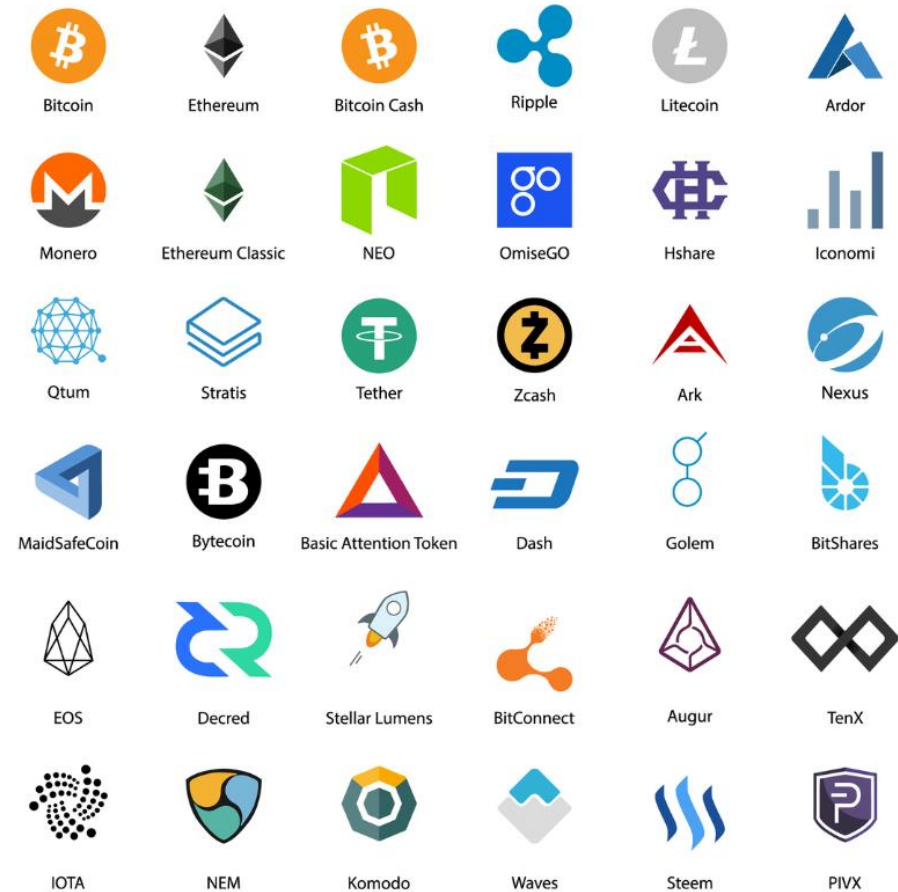 Bitcoin
Ethereum
Bitcoin Cash
Ripple
Litecoin
Ardor
Monero
Ethereum Classic
NEO
go
OmiseGO
Hshare
Iconomi
Qtum
Stratis
Tether
Zcash
Ark
Nexus
MaidSafeCoin
Bytecoin
Basic Attention Token
Dash
Golem
BitShares
EOS
Decred
Stellar Lumens
BitConnect
Augur
TenX
IOTA
NEM
Komodo
Waves
Steem
PIVX